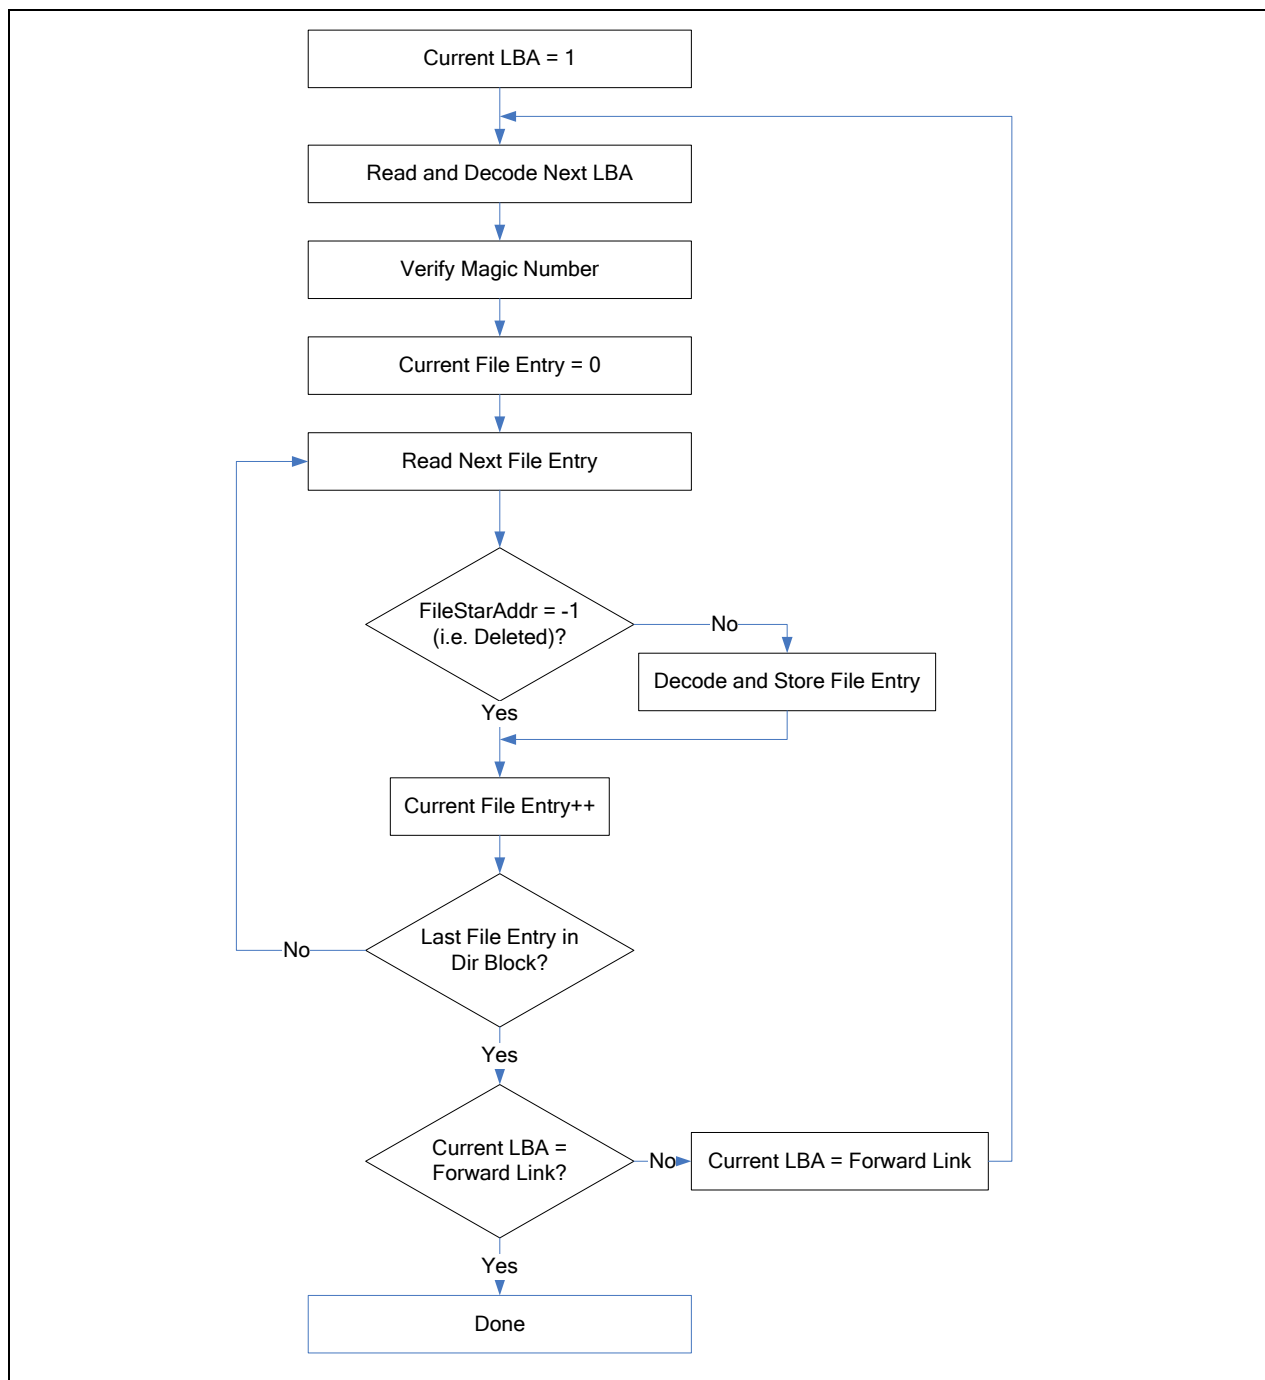 Current LBA = 1
Read and Decode Next LBA
Verify Magic Number
Current File Entry = 0
Read Next File Entry
FileStarAddr = -1
(i.e. Deleted)?
No
Decode and Store File Entry
Yes
Current File Entry++
Last File Entry in
Dir Block?
No
Yes
Current LBA =
Forward Link?
No
Current LBA = Forward Link
Yes
Done